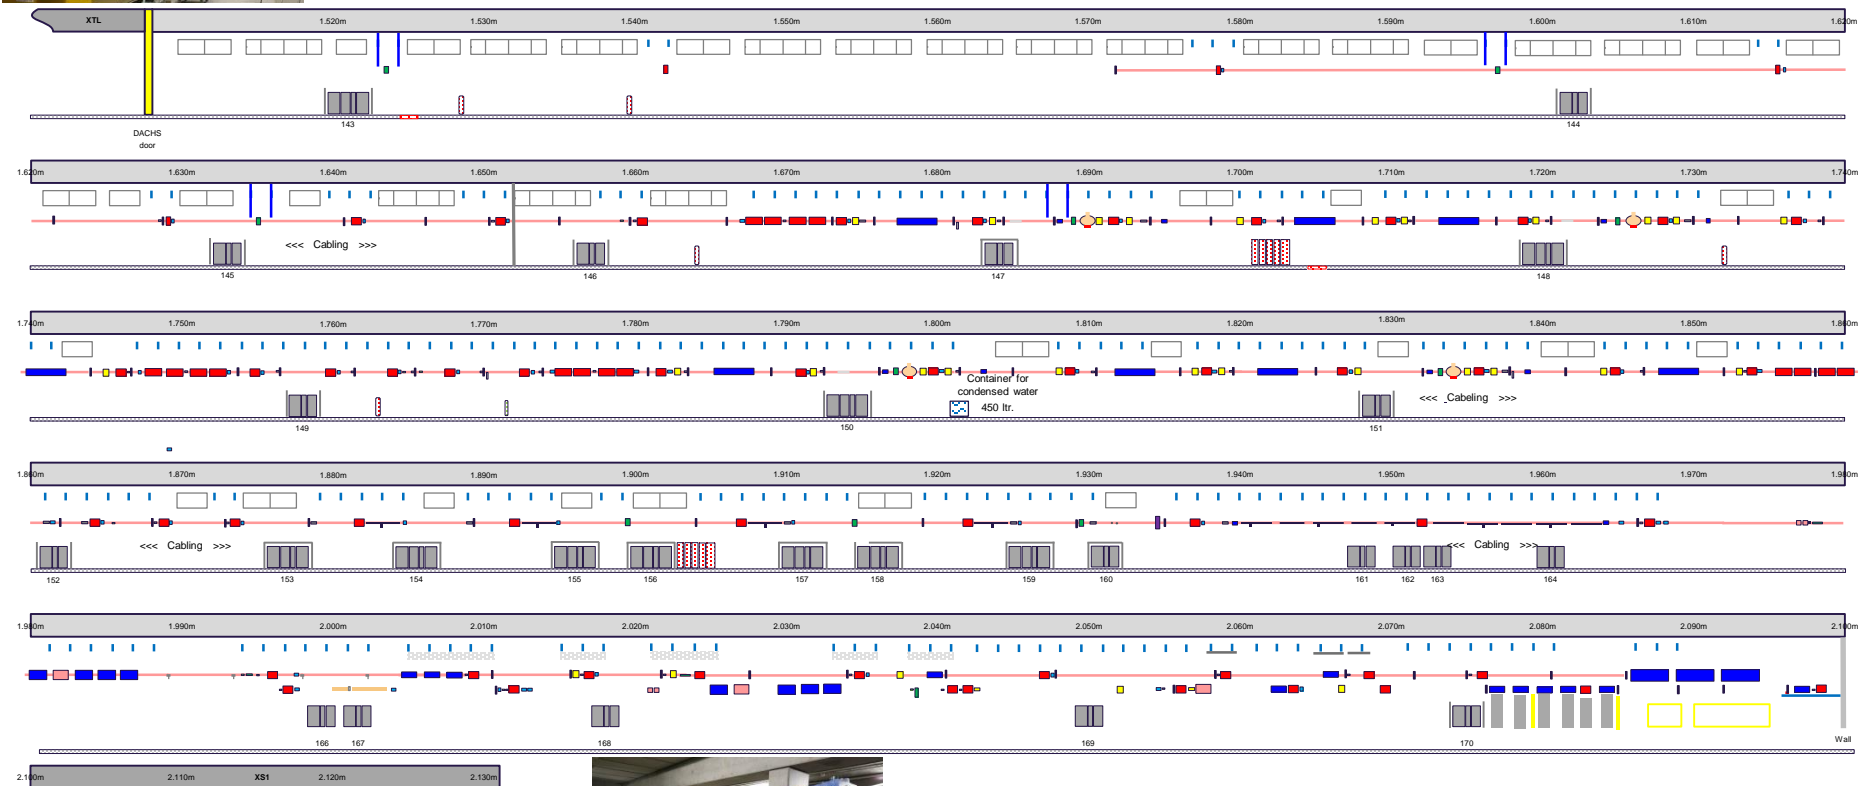 XTL 1.520m 1.530m 1.540m 1.550m 1.560m 1.570m 1.580m 1.590m 1.600m 1.610m 1.620m
143 144
DACHS
door
1.620m 1.630m 1.640m 1.650m 1.660m 1.670m 1.680m 1.690m 1.700m 1.710m 1.720m 1.730m 1.740m
<<< Cabling >>>
145 146 147 148
1.740m 1.750m 1.760m 1.770m 1.780m 1.790m 1.800m 1.810m 1.820m 1.830m 1.840m 1.850m 1.860m
Container for
condensed water
450 ltr.
<<< Cabeling >>>
149 150 151
1.860m 1.870m 1.880m 1.890m 1.900m 1.910m 1.920m 1.930m 1.940m 1.950m 1.960m 1.970m 1.980m
<<< Cabling >>> <<< Cabling >>>
152 153 154 155 156 157 158 159 160 161 162 163 164
1.980m 1.990m 2.000m 2.010m 2.020m 2.030m 2.040m 2.050m 2.060m 2.070m 2.080m 2.090m 2.100m
166 167 168 169 170 Wall
2.100m 2.110m XS1 2.120m 2.130m